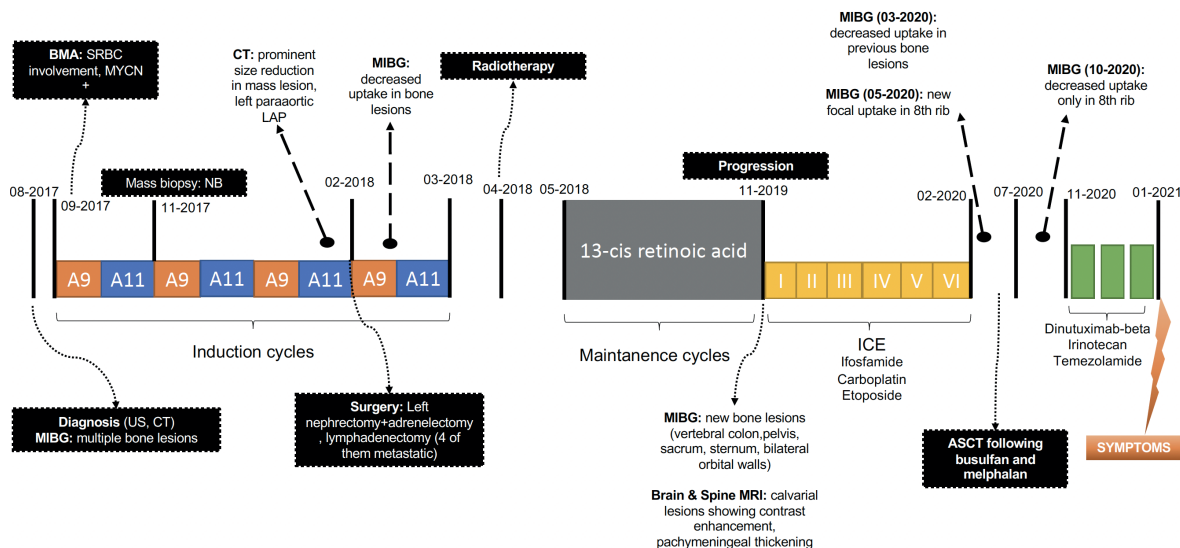 BMA: SRBC
involvement, MYCN
+
CT: prominent
size reduction
in mass lesion,
left paraaortic
LAP
MIBG:
decreased
uptake in bone
lesions
Radiotherapy
MIBG (03-2020):
decreased uptake in
previous bone
lesions
MIBG (05-2020): new
focal uptake in 8th rib
MIBG (10-2020):
decreased uptake
only in 8th rib
Mass biopsy: NB
Progression
08-2017
09-2017
11-2017
02-2018
03-2018
04-2018
05-2018
11-2019
02-2020
07-2020
11-2020
01-2021
A9
A11
A9
A11
A9
A11
A9
A11
13-cis retinoic acid
I
II
III
IV
V
VI
Induction cycles
Maintanence cycles
ICE
Ifosfamide
Carboplatin
Etoposide
Dinutuximab-beta
Irinotecan
Temezolamide
Diagnosis (US, CT)
MIBG: multiple bone lesions
Surgery: Left
nephrectomy+adrenelectomy
, lymphadenectomy (4 of
them metastatic)
MIBG: new bone lesions
(vertebral colon,pelvis,
sacrum, sternum, bilateral
orbital walls)
Brain & Spine MRI: calvarial
lesions showing contrast
enhancement,
pachymeningeal thickening
ASCT following
busulfan and
melphalan
SYMPTOMS